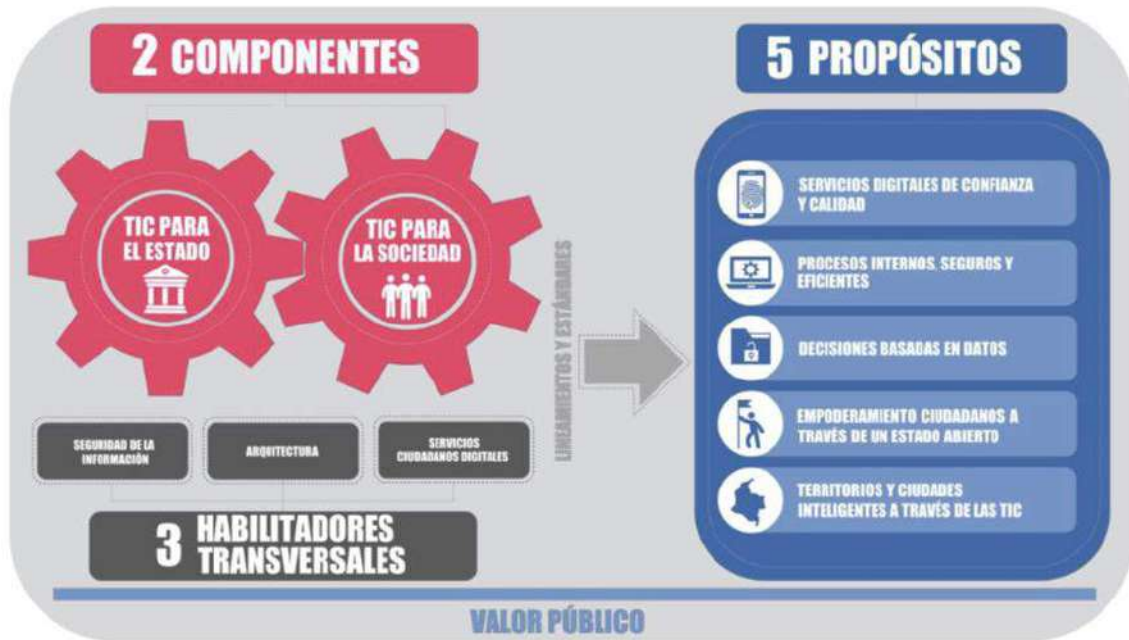 2 COMPONENTES
TIC PARA
EL ESTADO
TIC PARA
LA SOCIEDAD
SEGURIDAD DE LA
INFORMACIÓN
ARQUITECTURA
SERVICIOS
CIUDADANOS DIGITALES
3 HABILITADORES
TRANSVERSALES
LINEAMIENTOS Y ESTÁNDARES
5 PROPÓSITOS
SERVICIOS DIGITALES DE CONFIANZA
Y CALIDAD
PROCESOS INTERNOS, SEGUROS Y
EFICIENTES
DECISIONES BASADAS EN DATOS
EMPODERAMIENTO CIUDADANOS A
TRAVÉS DE UN ESTADO ABIERTO
TERRITORIOS Y CIUDADES
INTELIGENTES A TRAVÉS DE LAS TIC
VALOR PÚBLICO